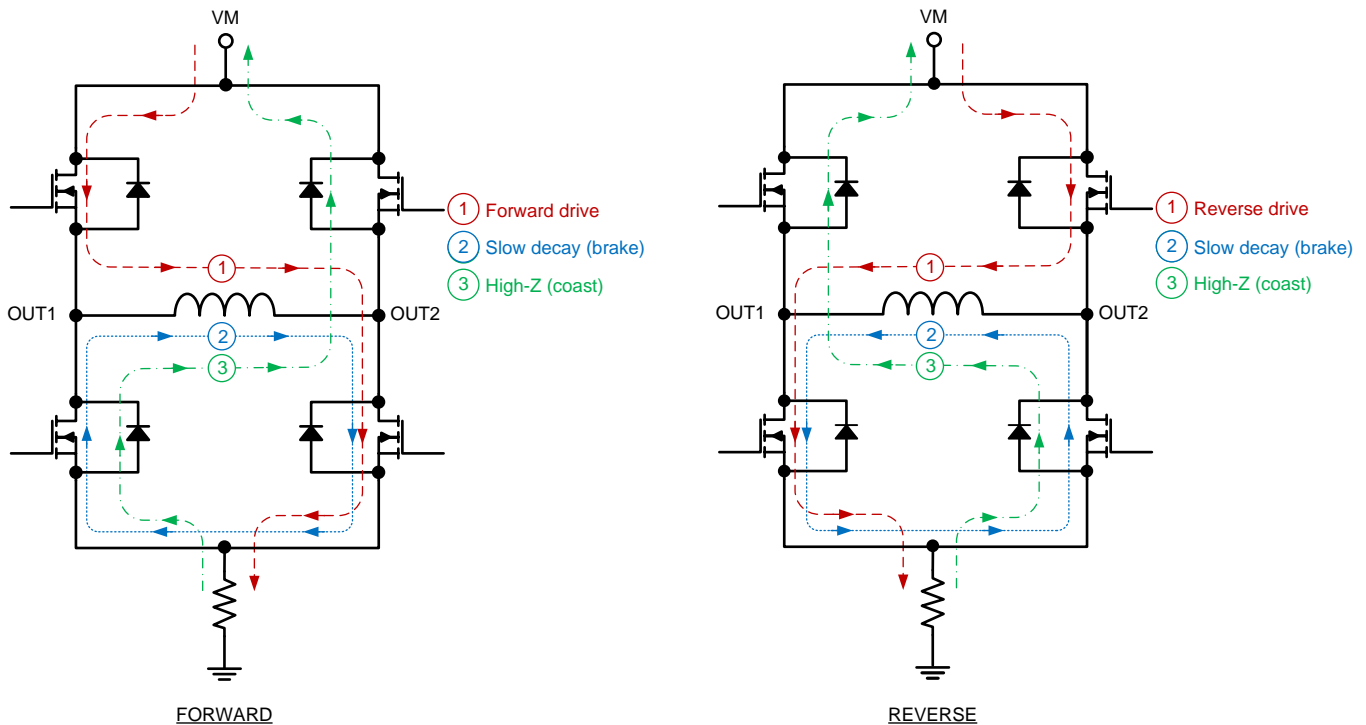 VM
1 Forward drive
2 Slow decay (brake)
3 High-Z (coast)
1
OUT1
OUT2
2
3
FORWARD
VM
1 Reverse drive
2 Slow decay (brake)
3 High-Z (coast)
1
OUT1
OUT2
2
3
REVERSE